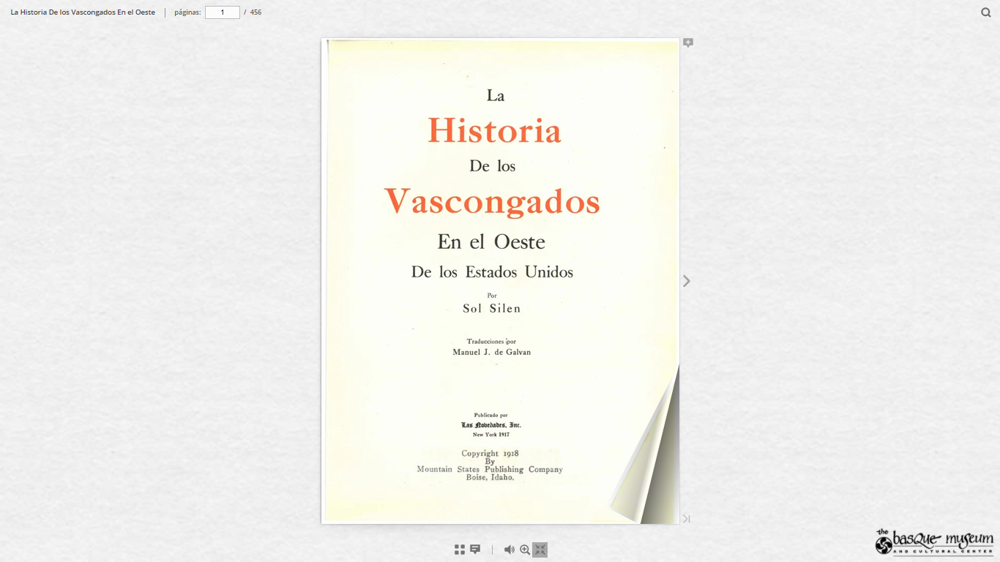 La Historia De los Vascongados En el Oeste
páginas: 1 / 456
La
Historia
De los
Vascongados
En el Oeste
De los Estados Unidos
Por
Sol Silen
Traducciones por
Manuel J. de Galvan
Publicado por
Las Novedades, Inc.
New York 1917
Copyright 1918
By
Mountain States Publishing Company
Boise, Idaho.
the
basque museum
AND CULTURAL CENTER